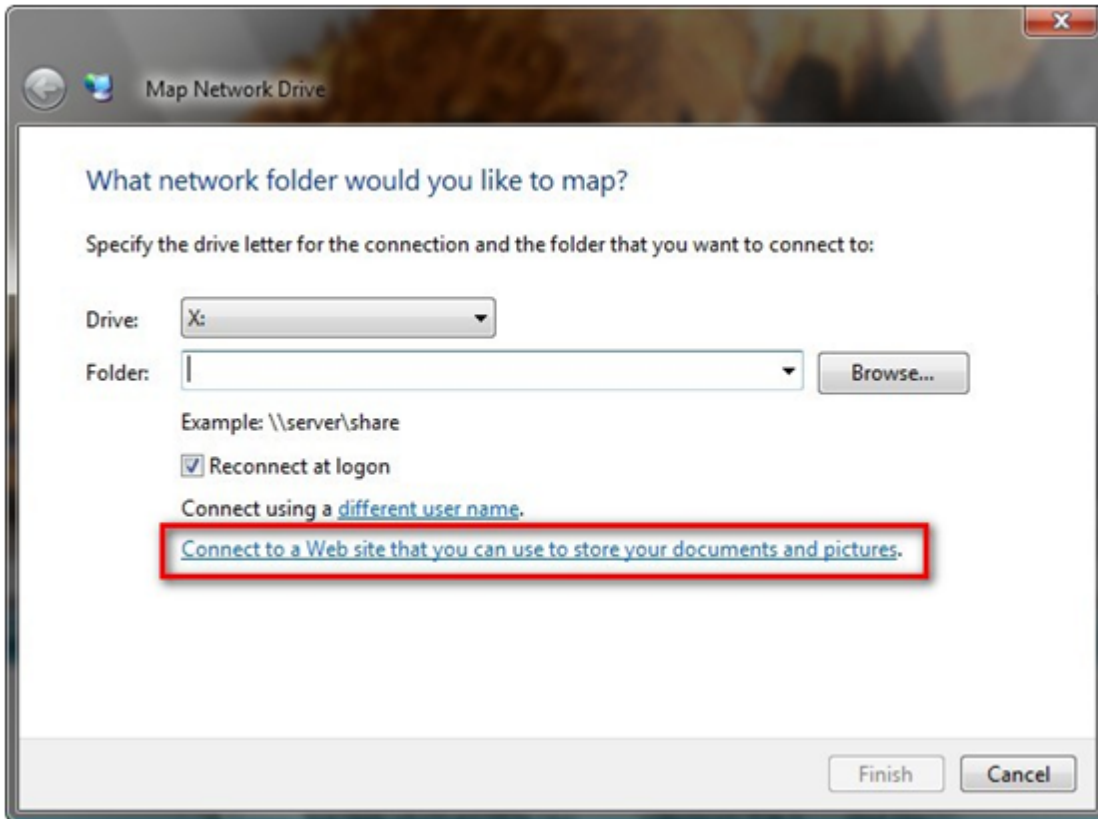 Map Network Drive
What network folder would you like to map?
Specify the drive letter for the connection and the folder that you want to connect to:
Drive: X:
Folder: Browse...
Example: \\server\share
Reconnect at logon
Connect using a different user name.
Connect to a Web site that you can use to store your documents and pictures.
Finish Cancel